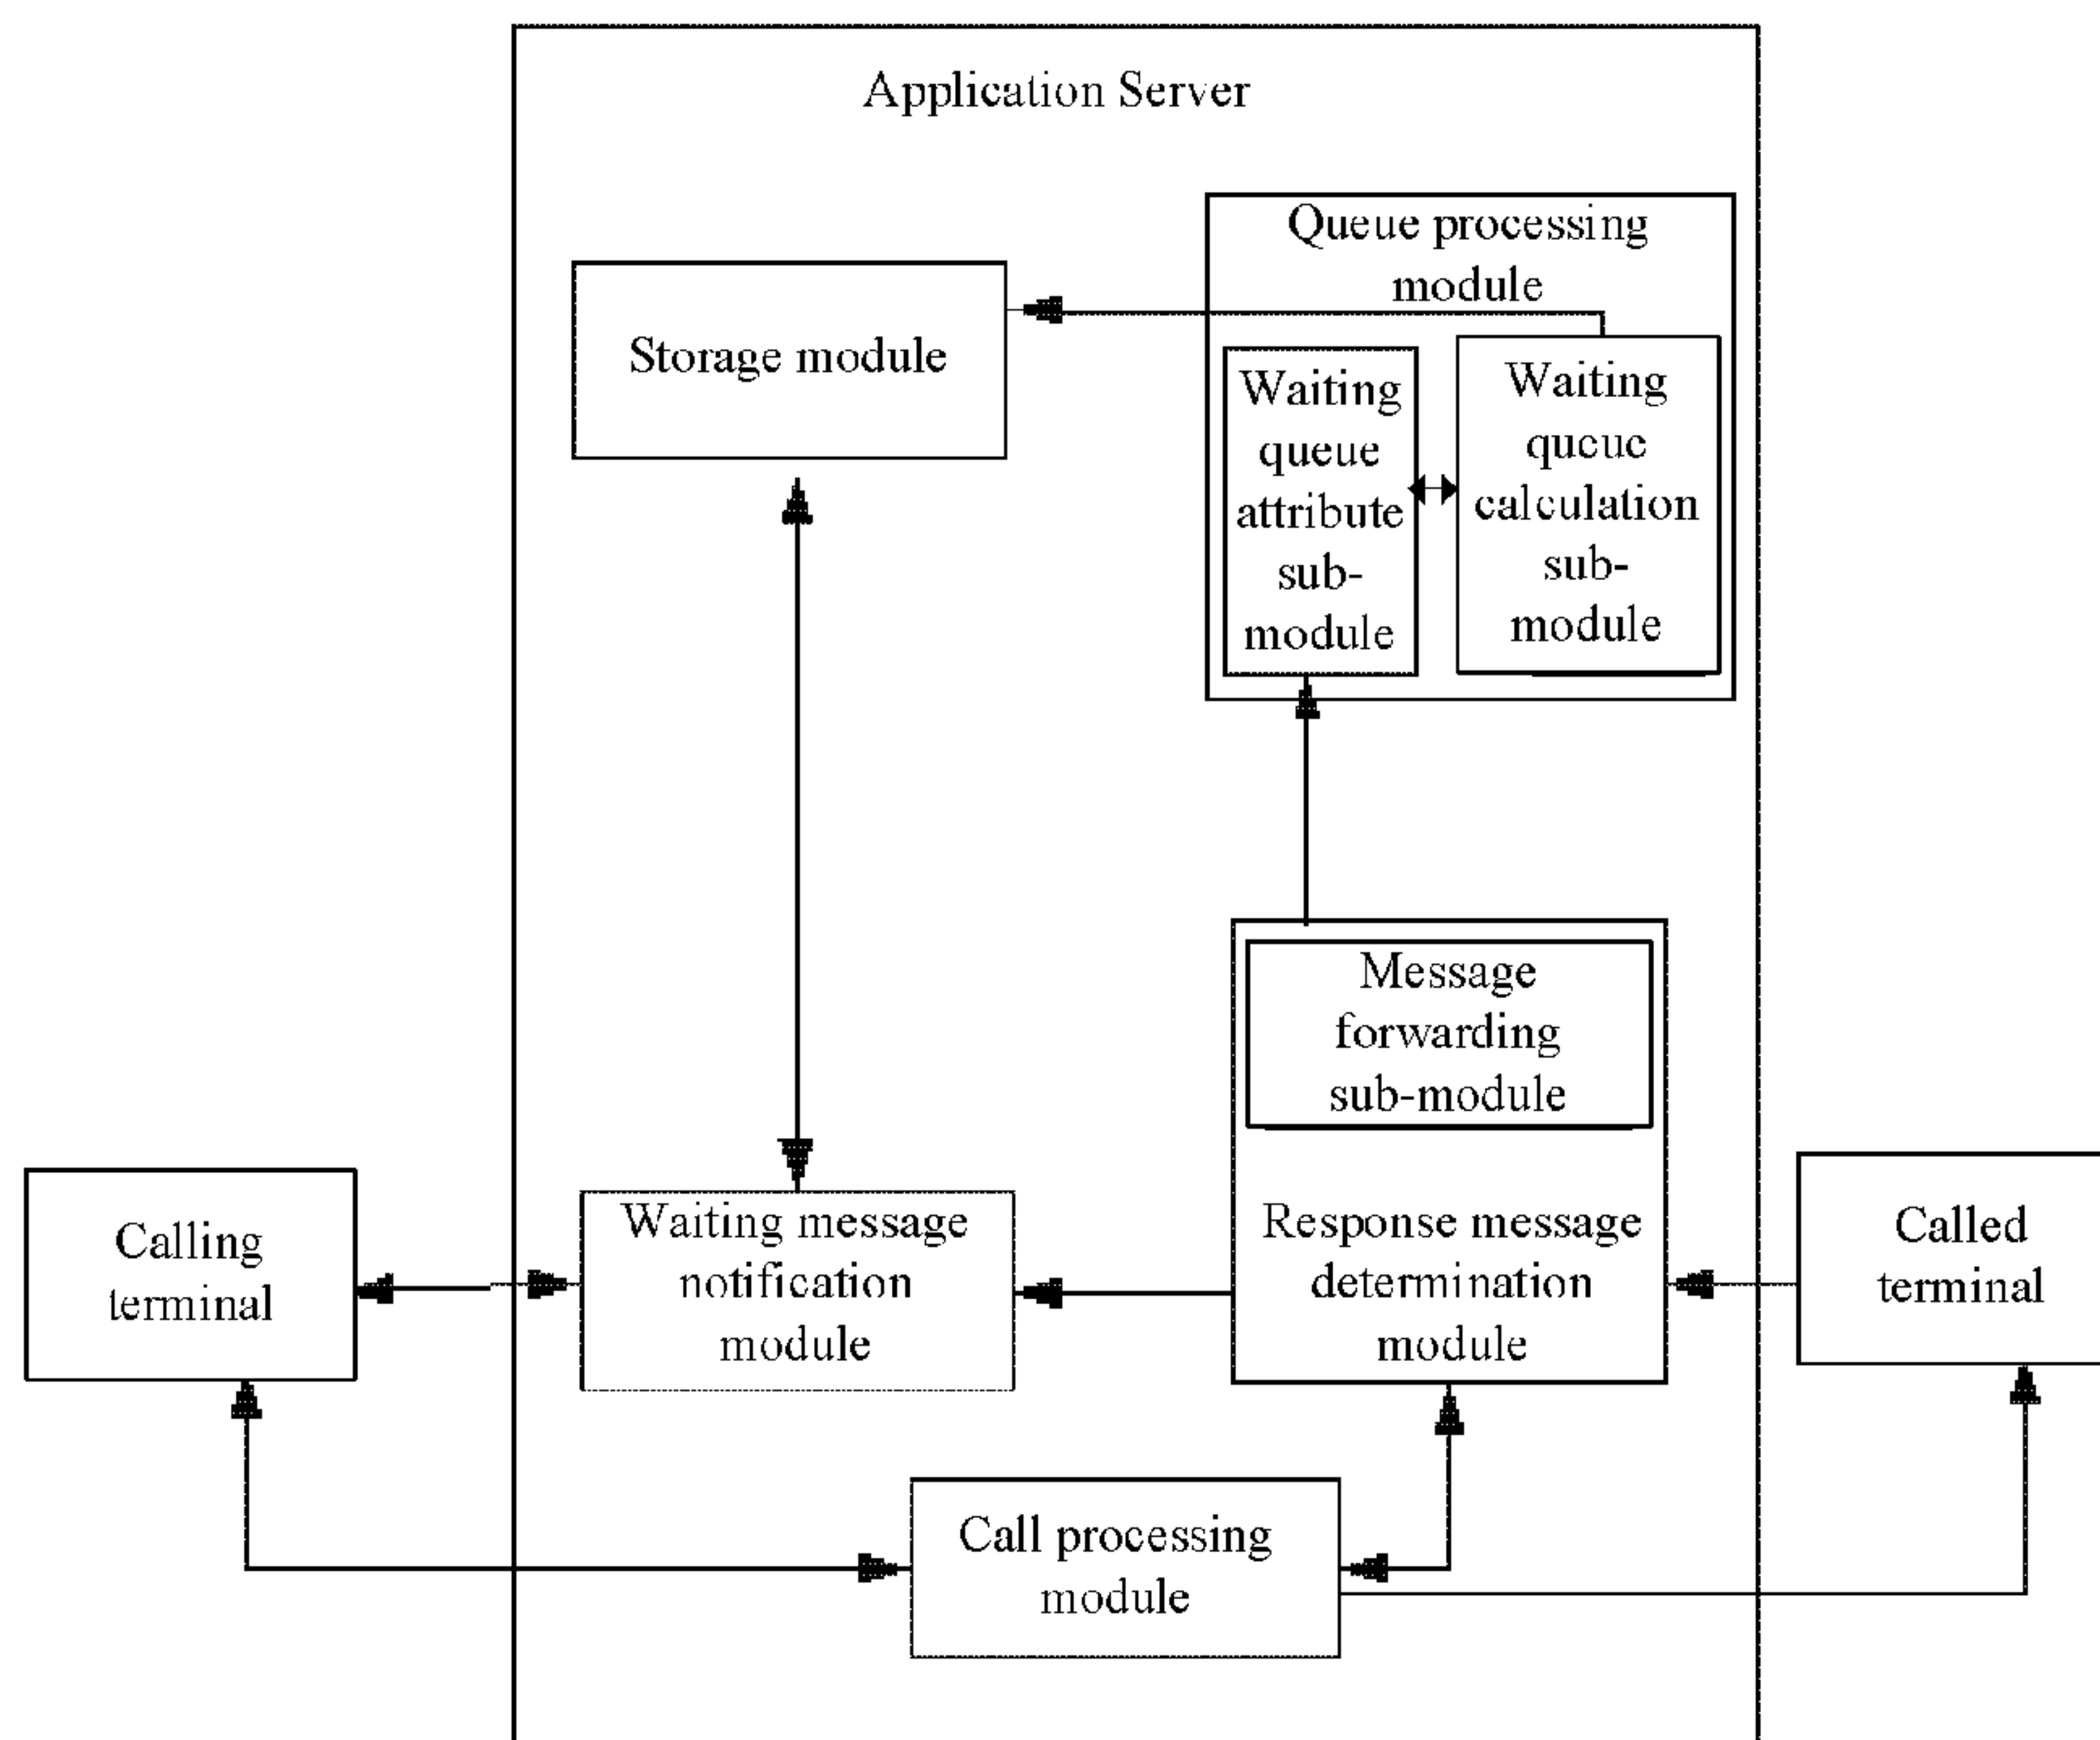 Application Server
Queue processing
module
Storage module
Waiting
queue
attribute
sub-
module
Waiting
queue
calculation
sub-
module
Message
forwarding
sub-module
Calling
terminal
Waiting message
notification
module
Response message
determination
module
Called
terminal
Call processing
module